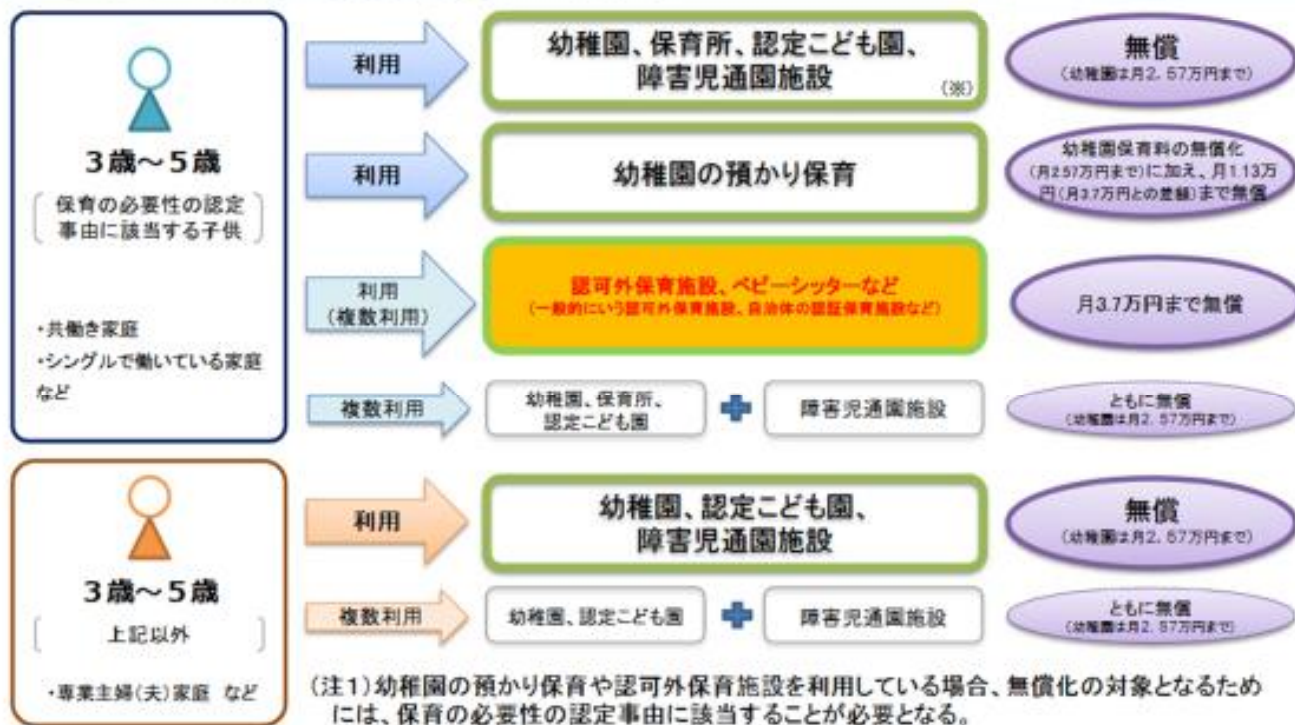 3歳～5歳
保育の必要性の認定
事由に該当する子供
・共働き家庭
・シングルで働いている家庭
など
利用
幼稚園、保育所、認定こども園、
障害児通園施設
(※)
無償
(幼稚園は月2.57万円まで)
利用
幼稚園の預かり保育
幼稚園保育料の無償化
(月2.57万円まで)に加え、月1.13万
円(月3.7万円との差額)まで無償
利用
(複数利用)
認可外保育施設、ベビーシッターなど
(一般的にいう認可外保育施設、自治体の認証保育施設など)
月3.7万円まで無償
複数利用
幼稚園、保育所、
認定こども園
障害児通園施設
ともに無償
(幼稚園は月2.57万円まで)
3歳～5歳
上記以外
・専業主婦(夫)家庭 など
利用
幼稚園、認定こども園、
障害児通園施設
無償
(幼稚園は月2.57万円まで)
複数利用
幼稚園、認定こども園
障害児通園施設
ともに無償
(幼稚園は月2.57万円まで)
(注1)幼稚園の預かり保育や認可外保育施設を利用している場合、無償化の対象となるため
には、保育の必要性の認定事由に該当することが必要となる。